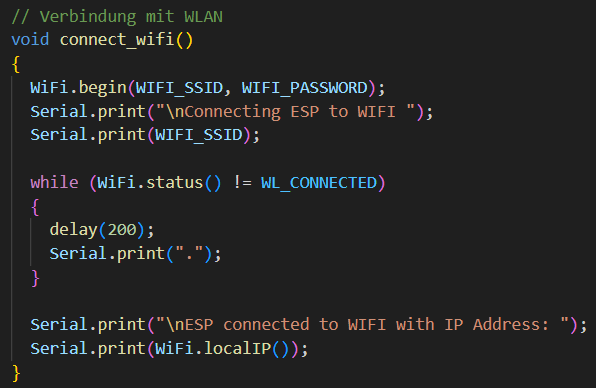 // Verbindung mit WLAN
void connect_wifi()
{
  WiFi.begin(WIFI_SSID, WIFI_PASSWORD);
  Serial.print("\nConnecting ESP to WIFI ");
  Serial.print(WIFI_SSID);

  while (WiFi.status() != WL_CONNECTED)
  {
    delay(200);
    Serial.print(".");
  }

  Serial.print("\nESP connected to WIFI with IP Address: ");
  Serial.print(WiFi.localIP());
}